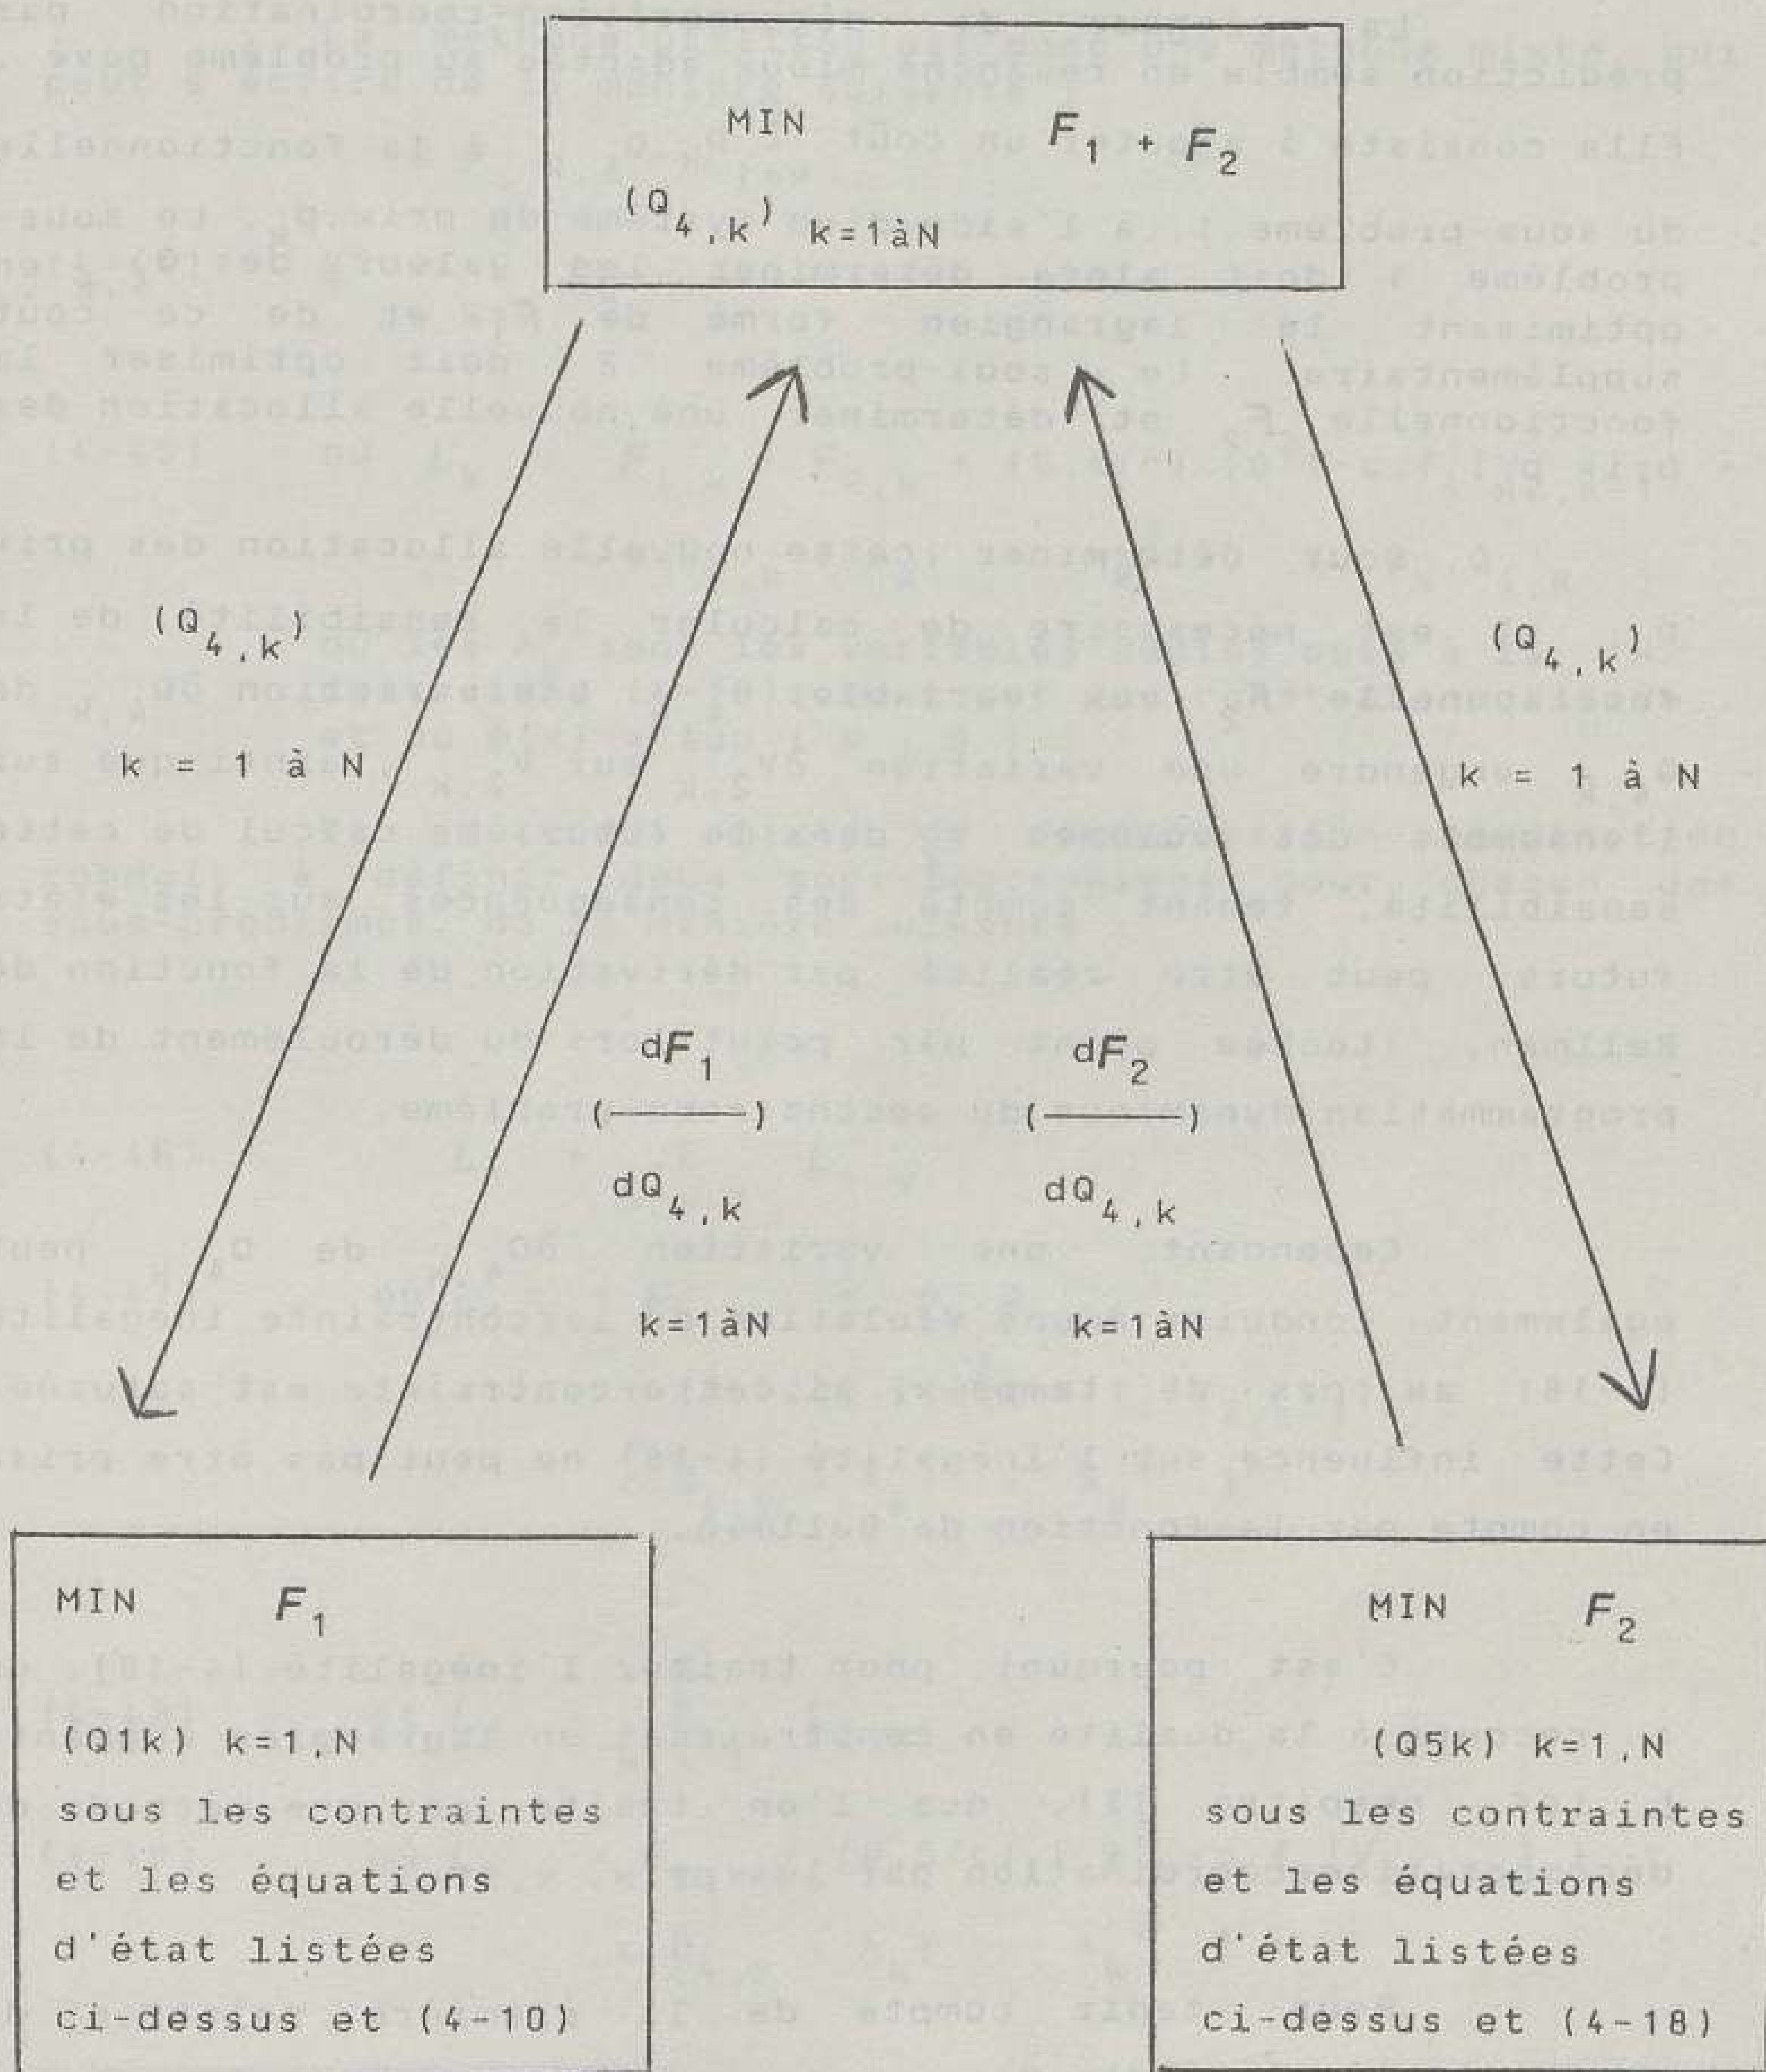 MIN F1 + F2
(Q4,k) k=1àN
(Q4,k)
k = 1 à N
(Q4,k)
k = 1 à N
dF1
(———)
dQ4,k
k=1àN
dF2
(———)
dQ4,k
k=1àN
MIN F1
(Q1k) k=1,N
sous les contraintes
et les équations
d'état listées
ci-dessus et (4-10)
MIN F2
(Q5k) k=1,N
sous les contraintes
et les équations
d'état listées
ci-dessus et (4-18)